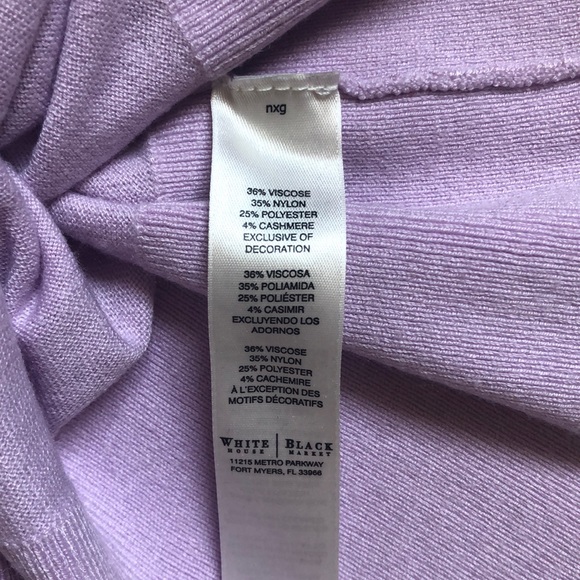 nxg
36% VISCOSE
35% NYLON
25% POLYESTER
4% CASHMERE
EXCLUSIVE OF
DECORATION
36% VISCOSA
35% POLIAMIDA
25% POLIÉSTER
4% CASIMIR
EXCLUYENDO LOS
ADORNOS
36% VISCOSE
35% NYLON
25% POLYESTER
4% CACHEMIRE
À L'EXCEPTION DES
MOTIFS DÉCORATIFS
WHITE | BLACK
HOUSE | MARKET
11215 METRO PARKWAY
FORT MYERS, FL 33966